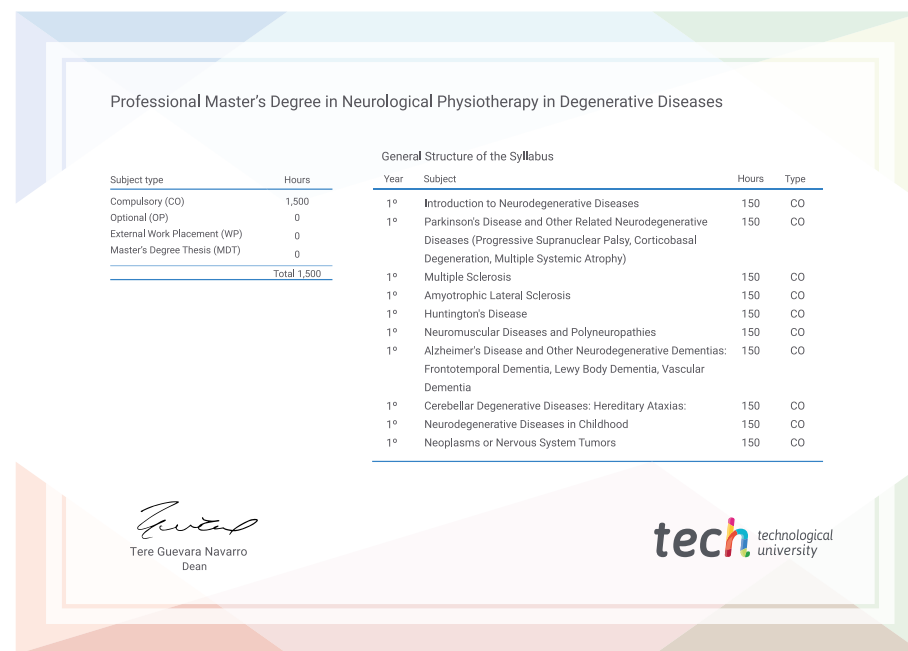 Professional Master's Degree in Neurological Physiotherapy in Degenerative Diseases
General Structure of the Syllabus
Subject type Hours
Compulsory (CO) 1,500
Optional (OP) 0
External Work Placement (WP) 0
Master's Degree Thesis (MDT) 0
Total 1,500
Year Subject Hours Type
1º Introduction to Neurodegenerative Diseases 150 CO
1º Parkinson's Disease and Other Related Neurodegenerative 150 CO
Diseases (Progressive Supranuclear Palsy, Corticobasal
Degeneration, Multiple Systemic Atrophy)
1º Multiple Sclerosis 150 CO
1º Amyotrophic Lateral Sclerosis 150 CO
1º Huntington's Disease 150 CO
1º Neuromuscular Diseases and Polyneuropathies 150 CO
1º Alzheimer's Disease and Other Neurodegenerative Dementias: 150 CO
Frontotemporal Dementia, Lewy Body Dementia, Vascular
Dementia
1º Cerebellar Degenerative Diseases: Hereditary Ataxias: 150 CO
1º Neurodegenerative Diseases in Childhood 150 CO
1º Neoplasms or Nervous System Tumors 150 CO
Tere Guevara Navarro
Dean
tech technological
university